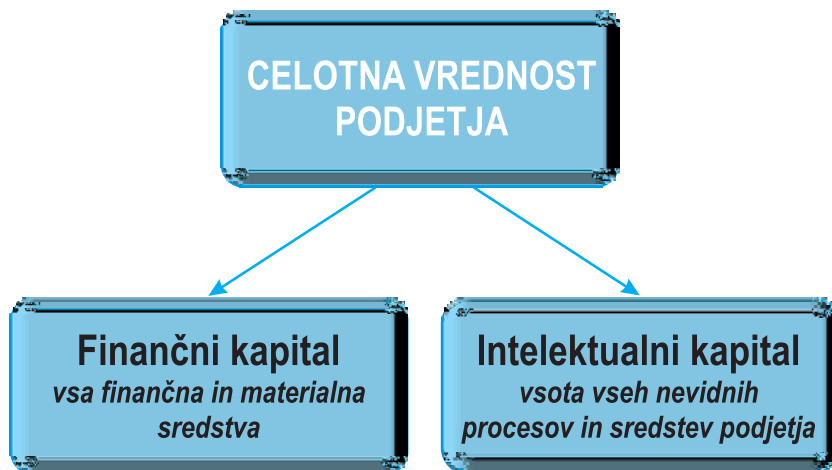 CELOTNA VREDNOST
PODJETJA
Finančni kapital
vsa finančna in materialna
sredstva
Intelektualni kapital
vsota vseh nevidnih
procesov in sredstev podjetja